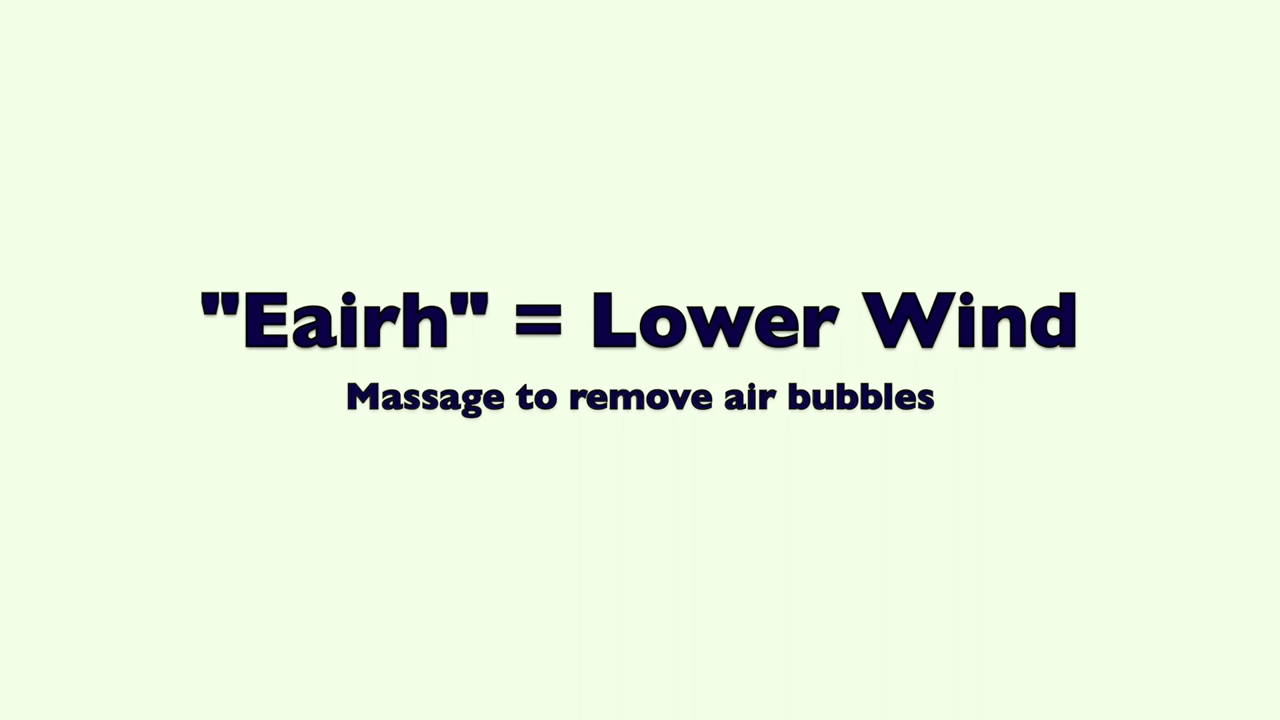 "Eairh" = Lower Wind
Massage to remove air bubbles